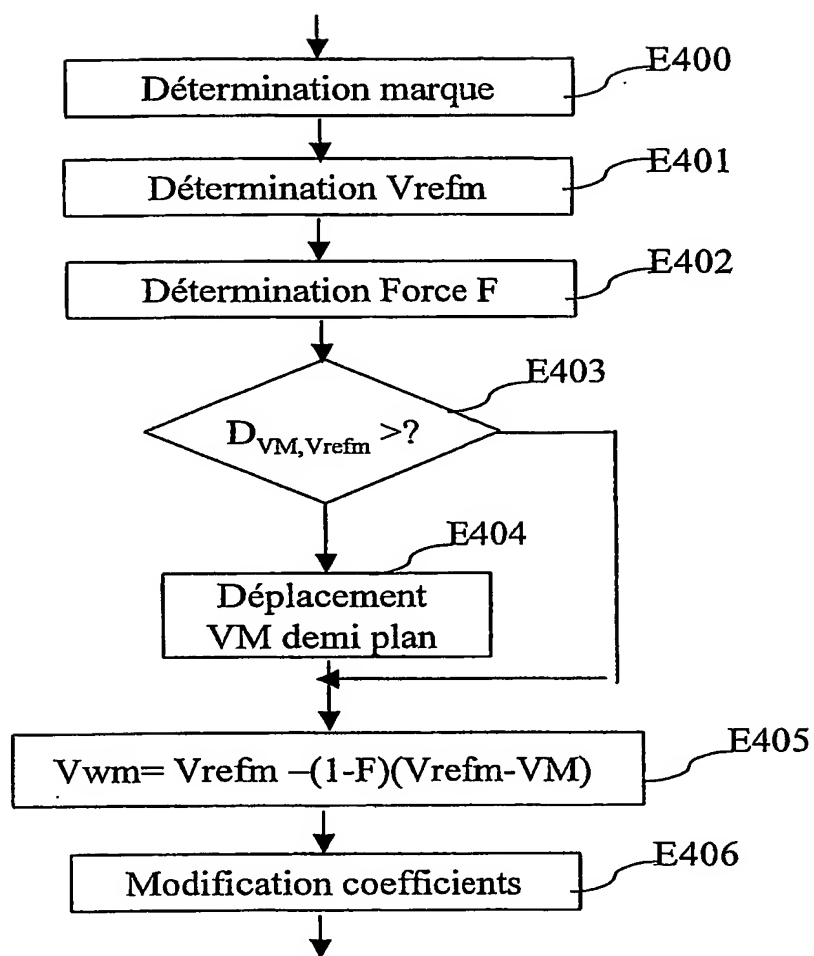 E400
Détermination marque
E401
Détermination Vrefm
E402
Détermination Force F
E403
D_VM,Vrefm >?
E404
Déplacement
VM demi plan
E405
Vwm= Vrefm –(1-F)(Vrefm-VM)
E406
Modification coefficients